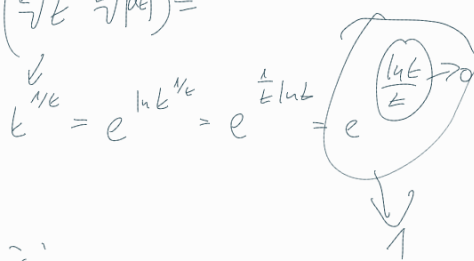 t^{1/t} = e^{ln t^{1/t}} = e^{\frac{1}{t} ln t} = e^{\frac{ln t}{t}} → 0
1